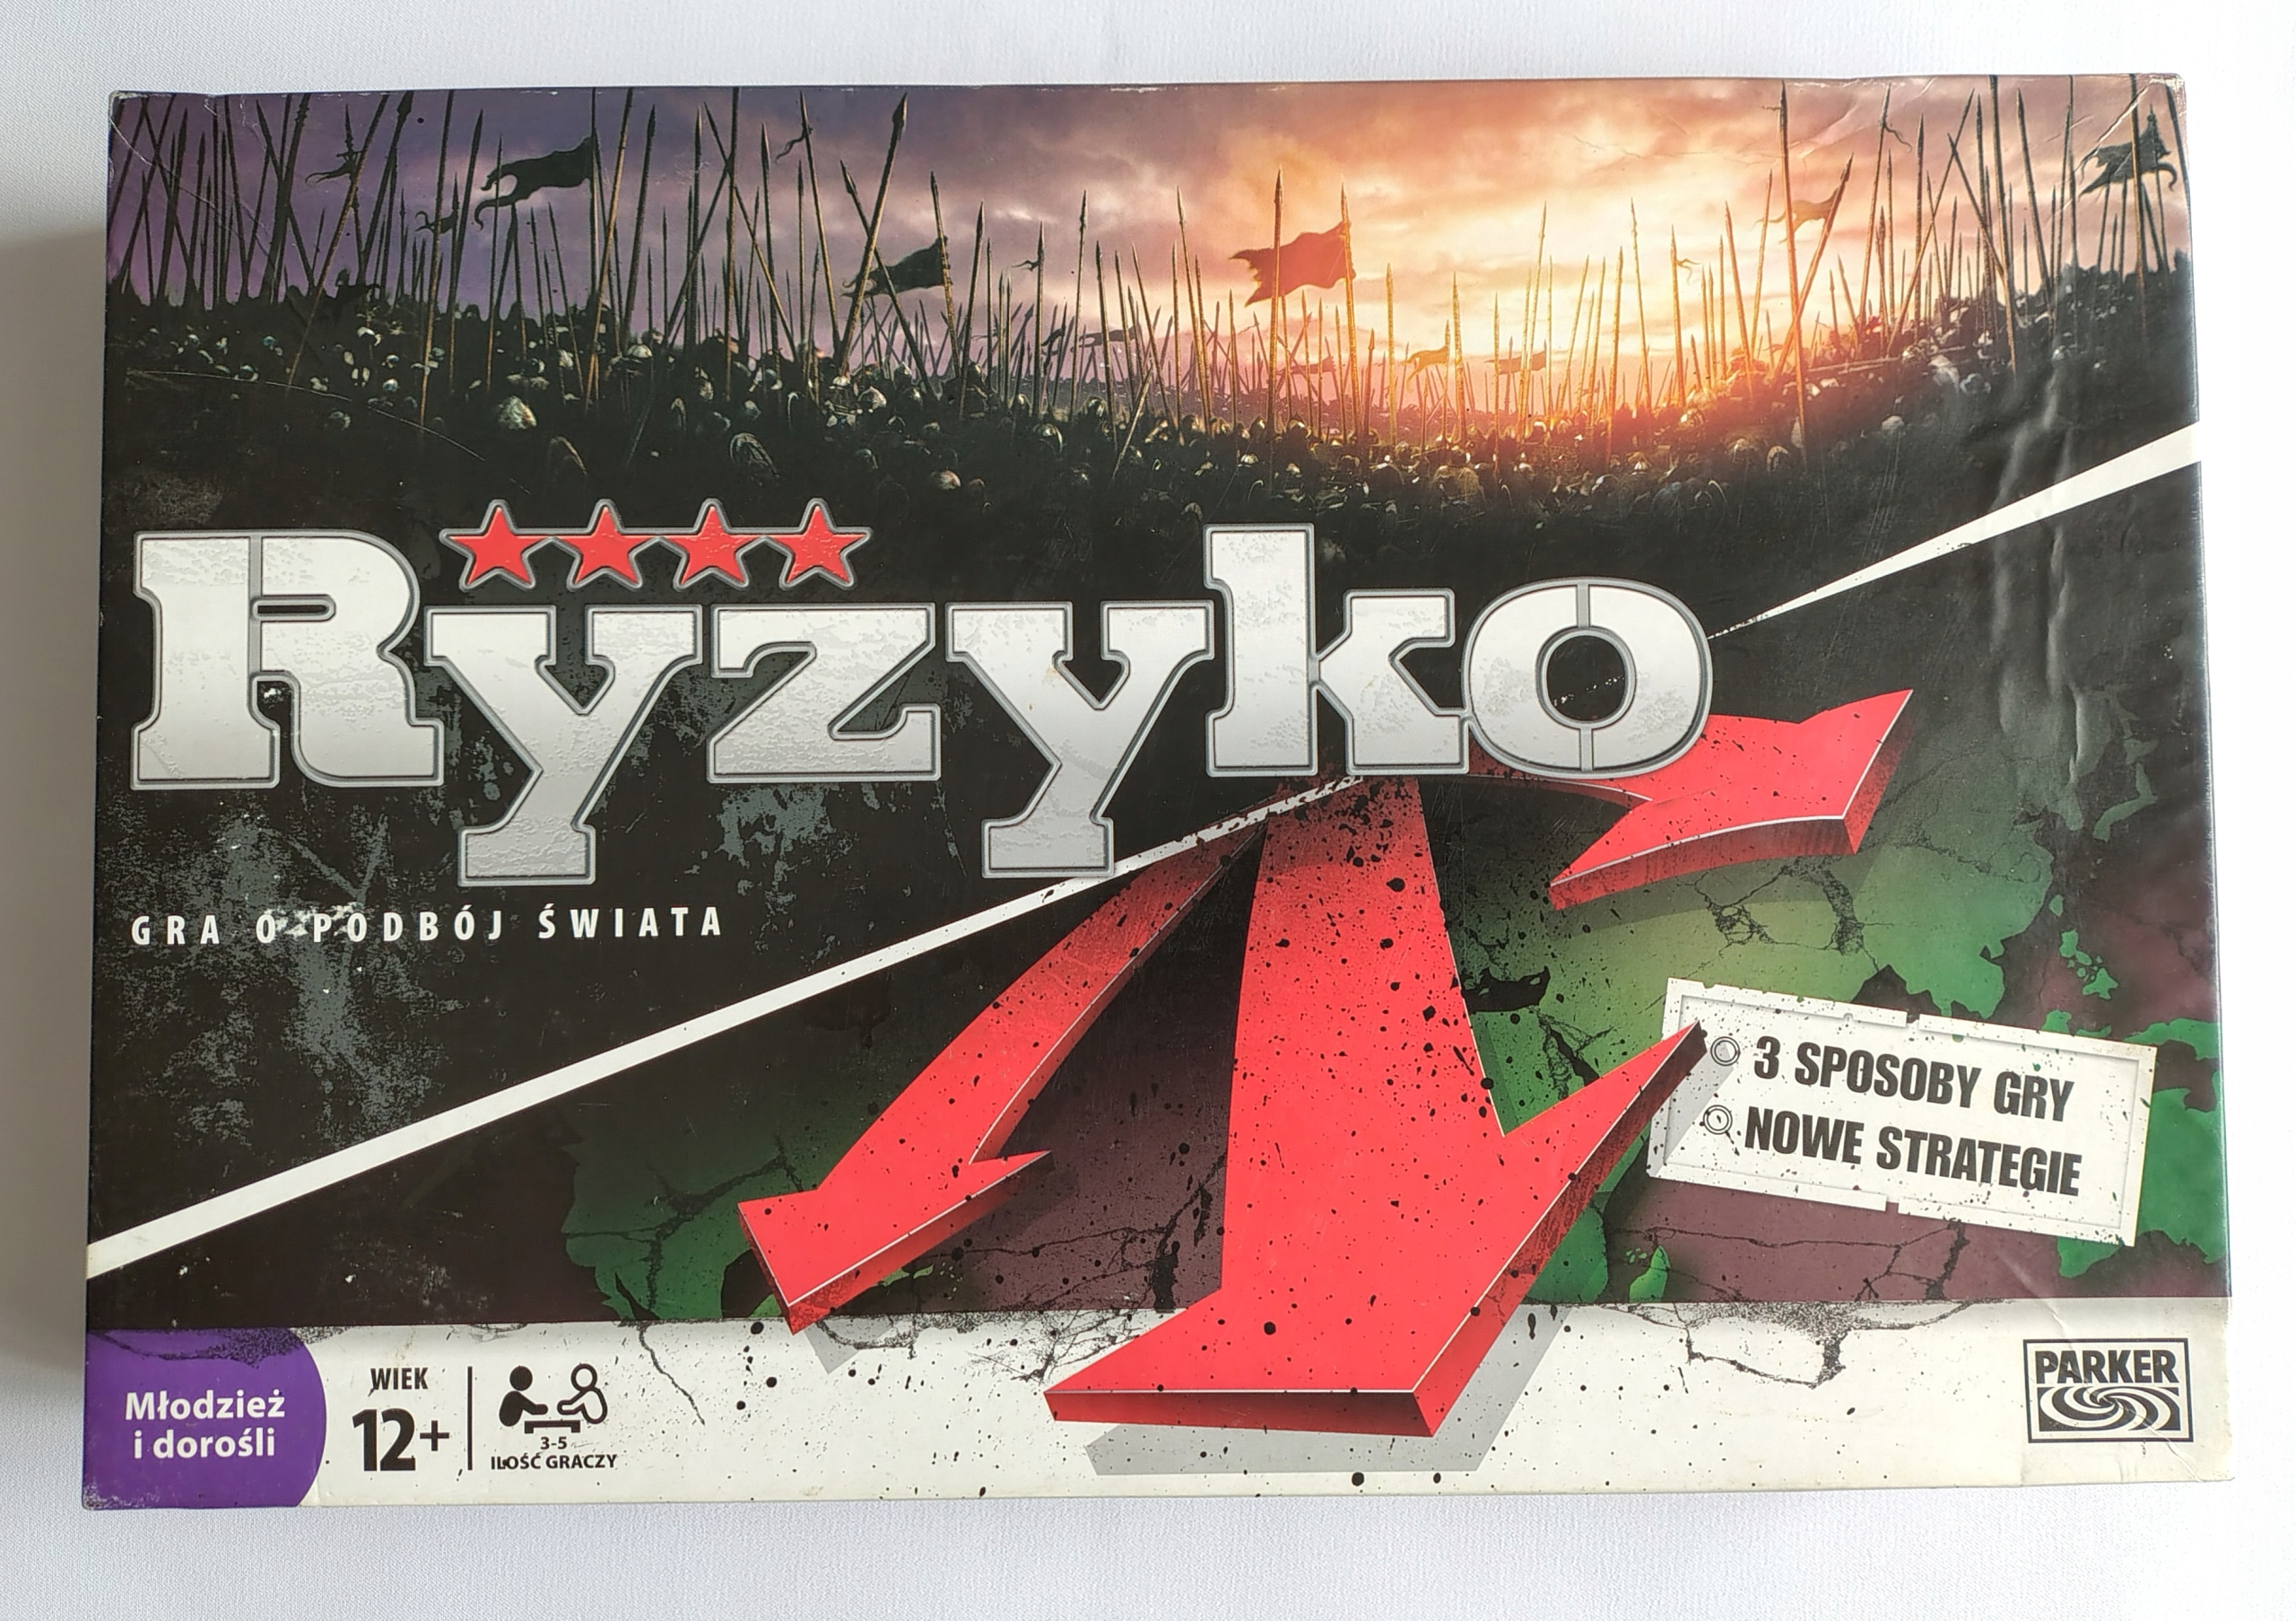 Ryzyko
GRA O PODBÓJ ŚWIATA
3 SPOSOBY GRY
NOWE STRATEGIE
Młodzież
i dorośli
WIEK
12+
3-5
ILOŚĆ GRACZY
PARKER